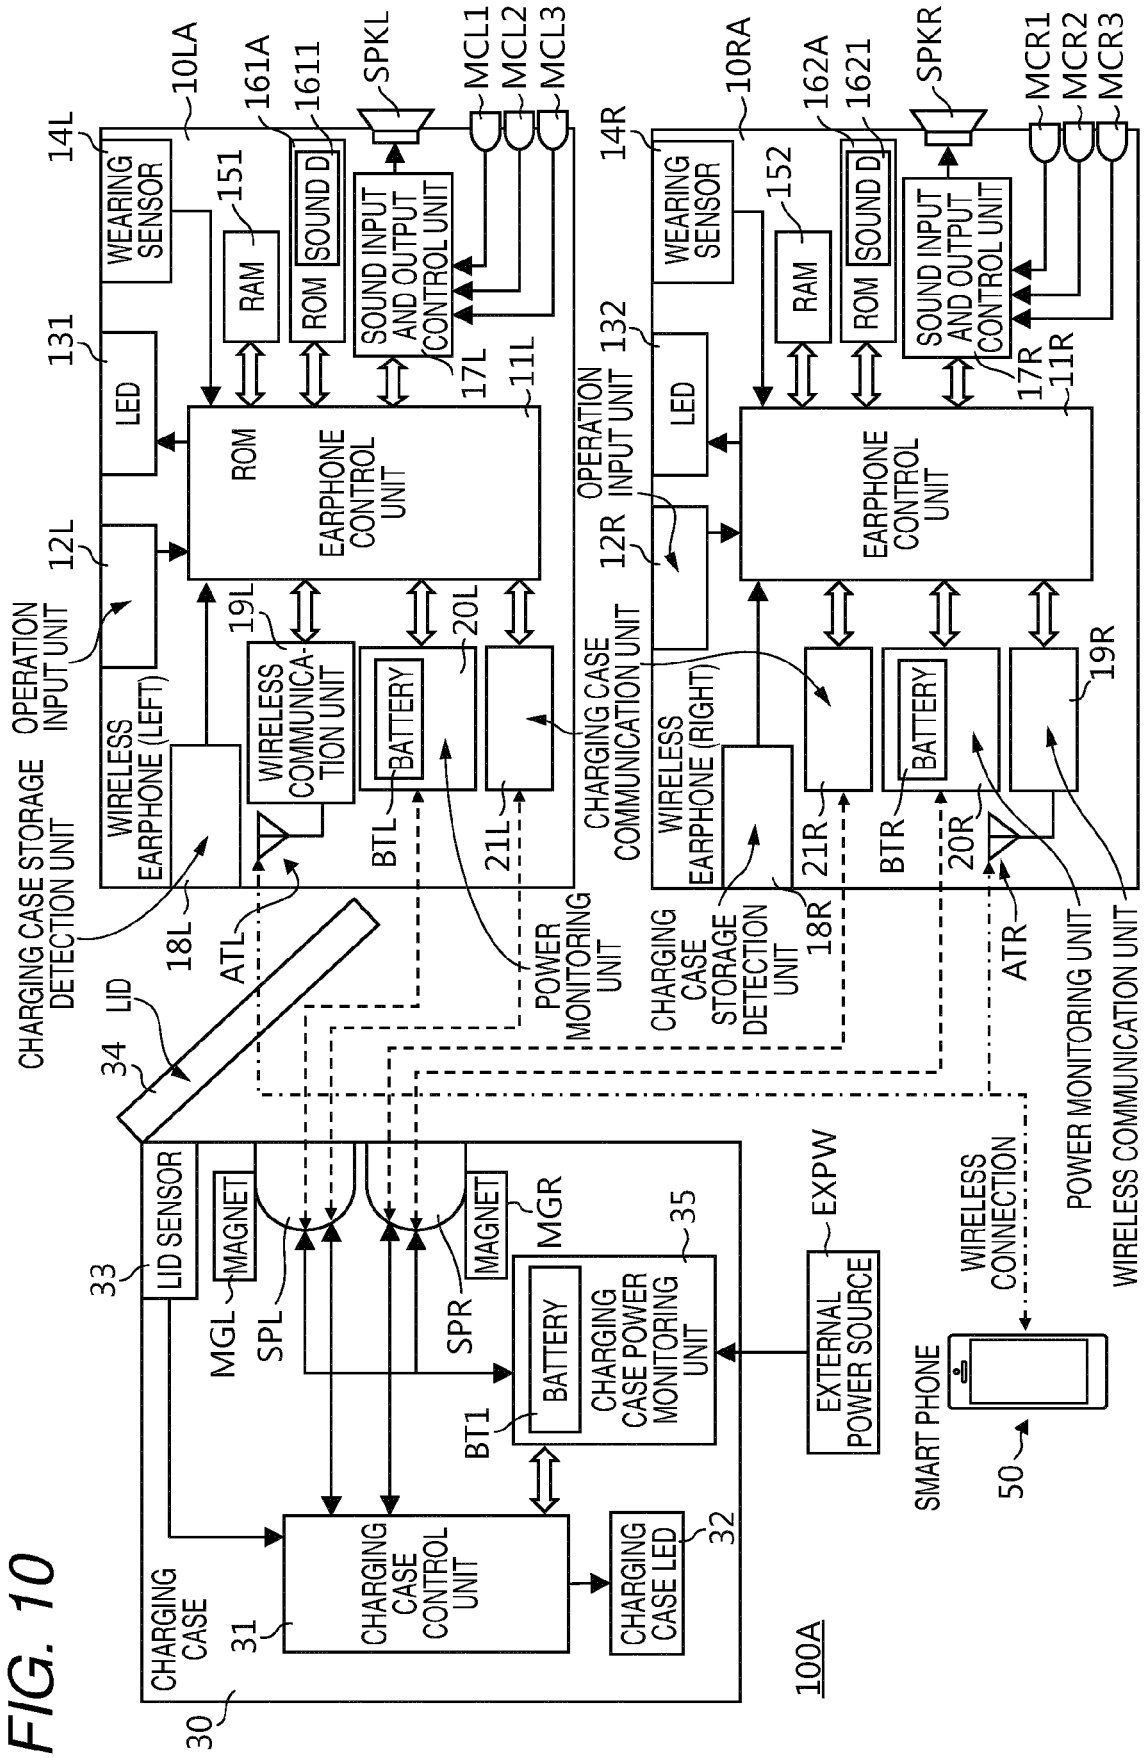 FIG. 10
30
CHARGING
CASE
31
CHARGING
CASE
CONTROL
UNIT
CHARGING
CASE LED
32
33
LID SENSOR
MGL
MAGNET
SPL
SPR
MAGNET
MGR
BT1
BATTERY
CHARGING
CASE POWER
MONITORING
UNIT
35
EXTERNAL
POWER SOURCE
EXPW
100A
SMART PHONE
50
WIRELESS
CONNECTION
34
LID
CHARGING CASE STORAGE
DETECTION UNIT
18L
ATL
OPERATION
INPUT UNIT
WIRELESS
EARPHONE (LEFT)
12L
LED
131
WEARING
SENSOR
14L
10LA
19L
WIRELESS
COMMUNICA-
TION UNIT
BTL
BATTERY
20L
21L
POWER
MONITORING
UNIT
ROM
EARPHONE
CONTROL
UNIT
11L
RAM
151
ROM
SOUND D
161A
1611
SOUND INPUT
AND OUTPUT
CONTROL UNIT
17L
SPKL
MCL1
MCL2
MCL3
CHARGING CASE
COMMUNICATION UNIT
OPERATION
INPUT UNIT
WIRELESS
EARPHONE (RIGHT)
12R
LED
132
WEARING
SENSOR
14R
10RA
CHARGING
CASE
STORAGE
DETECTION
UNIT
18R
21R
BTR
BATTERY
20R
ATR
19R
POWER MONITORING UNIT
WIRELESS COMMUNICATION UNIT
EARPHONE
CONTROL
UNIT
11R
RAM
152
ROM
SOUND D
162A
1621
SOUND INPUT
AND OUTPUT
CONTROL UNIT
17R
SPKR
MCR1
MCR2
MCR3